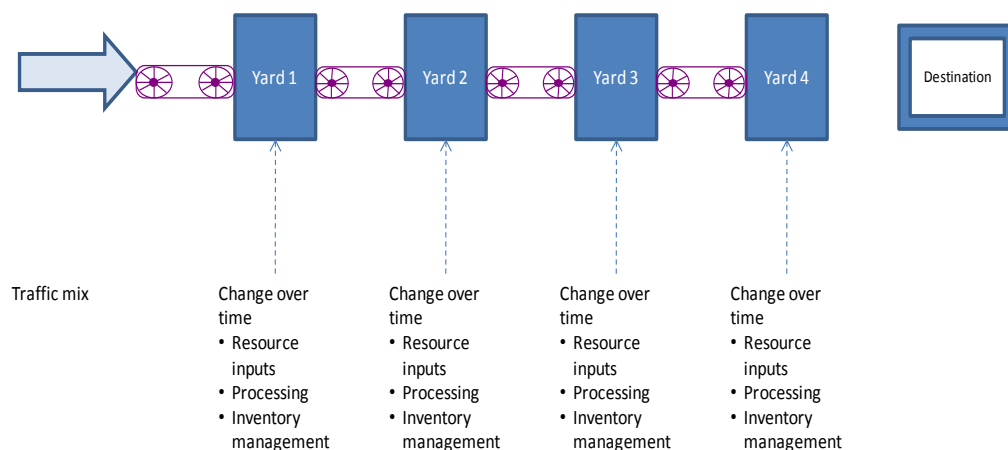 Yard 1
Yard 2
Yard 3
Yard 4
Destination
Traffic mix
Change over
time
• Resource
inputs
• Processing
• Inventory
management
Change over
time
• Resource
inputs
• Processing
• Inventory
management
Change over
time
• Resource
inputs
• Processing
• Inventory
management
Change over
time
• Resource
inputs
• Processing
• Inventory
management